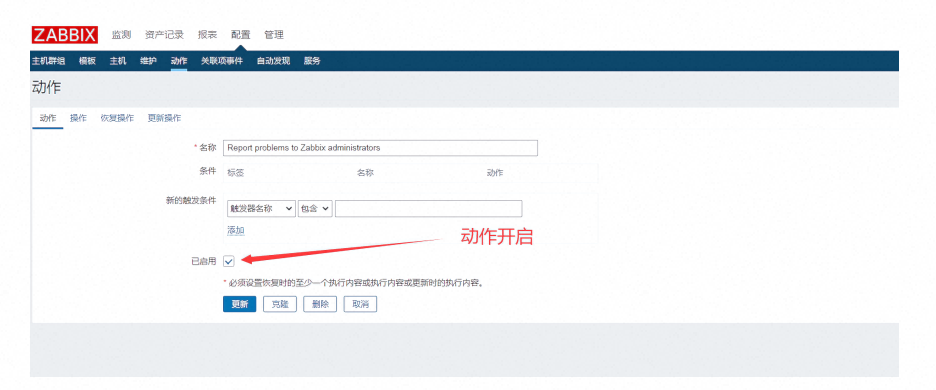 ZABBIX 监测 资产记录 报表 配置 管理
主机群组 模板 主机 维护 动作 关联项事件 自动发现 服务
动作
动作 操作 恢复操作 更新操作
* 名称 Report problems to Zabbix administrators
条件 标签 名称 动作
新的触发条件 触发器名称 包含
添加
动作开启
已启用
* 必须设置恢复时的至少一个执行内容或执行内容或更新时的执行内容。
更新 克隆 删除 取消